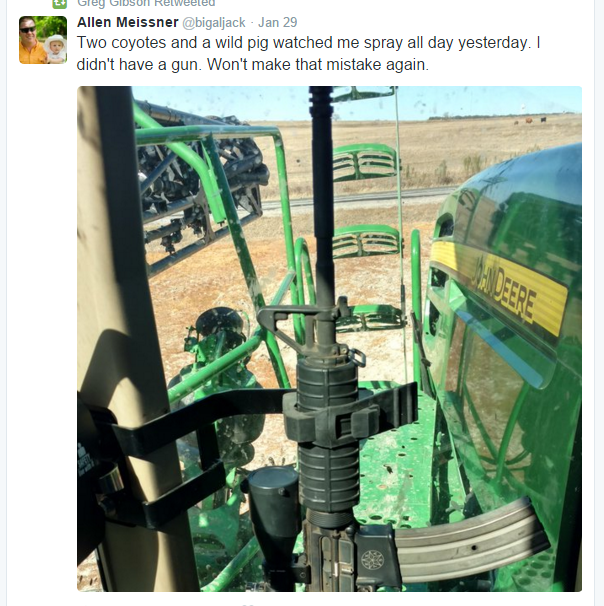 Greg Gibson Retweeted
Allen Meissner @bigaljack · Jan 29
Two coyotes and a wild pig watched me spray all day yesterday. I
didn't have a gun. Won't make that mistake again.
JOHN DEERE